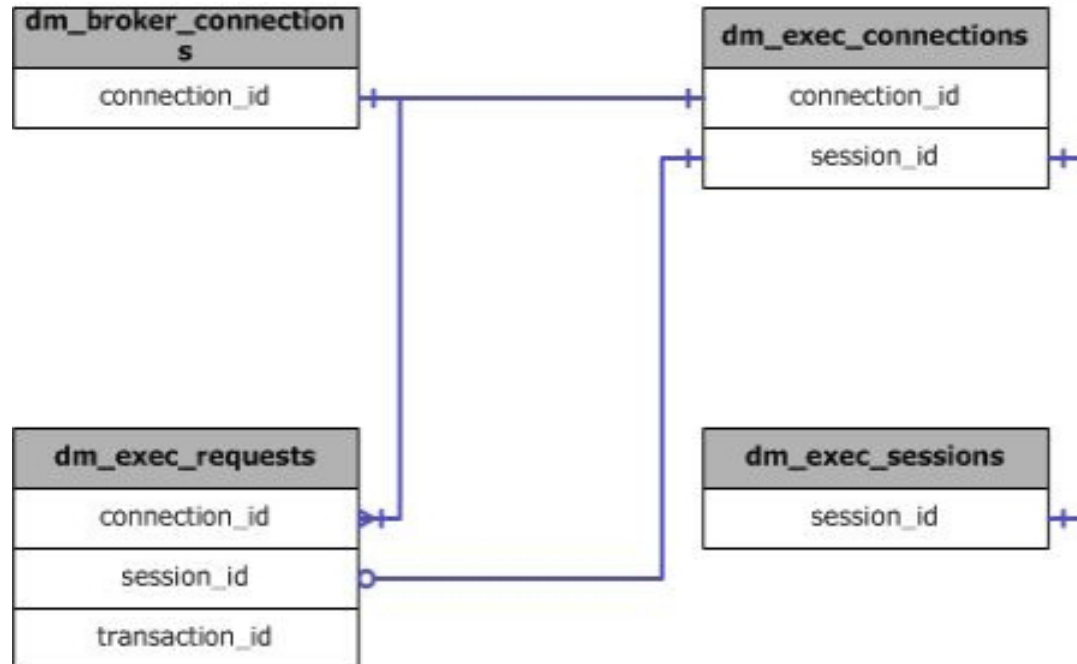 dm_broker_connection
s
connection_id
dm_exec_connections
connection_id
session_id
dm_exec_requests
connection_id
session_id
transaction_id
dm_exec_sessions
session_id